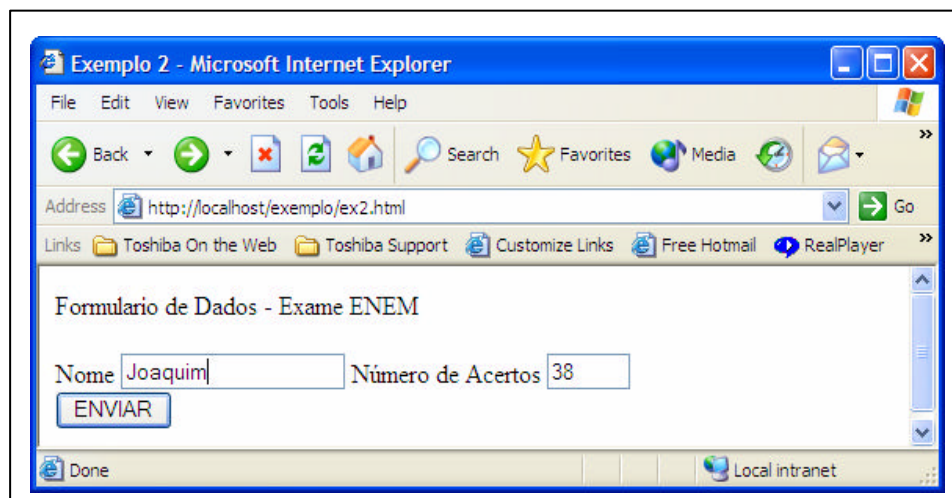 Exemplo 2 - Microsoft Internet Explorer
File Edit View Favorites Tools Help
Back Search Favorites Media »
Address http://localhost/exemplo/ex2.html Go
Links Toshiba On the Web Toshiba Support Customize Links Free Hotmail RealPlayer »
Formulario de Dados - Exame ENEM
Nome Joaquim Número de Acertos 38
ENVIAR
Done Local intranet